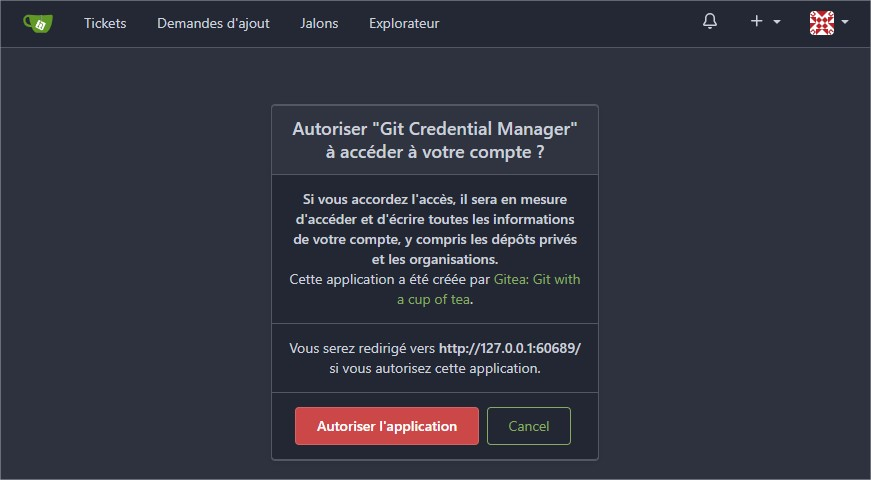 Tickets Demandes d'ajout Jalons Explorateur
Autoriser "Git Credential Manager"
à accéder à votre compte ?
Si vous accordez l'accès, il sera en mesure
d'accéder et d'écrire toutes les informations
de votre compte, y compris les dépôts privés
et les organisations.
Cette application a été créée par Gitea: Git with
a cup of tea.
Vous serez redirigé vers http://127.0.0.1:60689/
si vous autorisez cette application.
Autoriser l'application Cancel